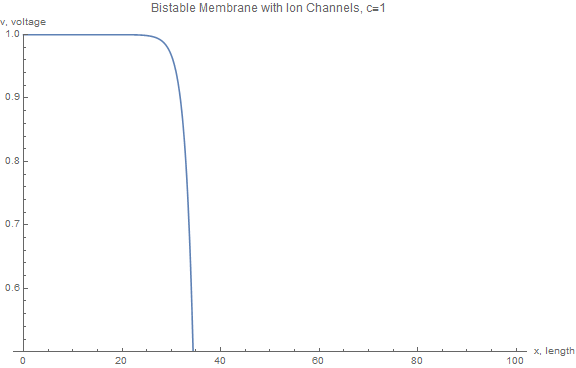 Bistable Membrane with Ion Channels, c=1
v, voltage
1.0
0.9
0.8
0.7
0.6
0 20 40 60 80 100 x, length